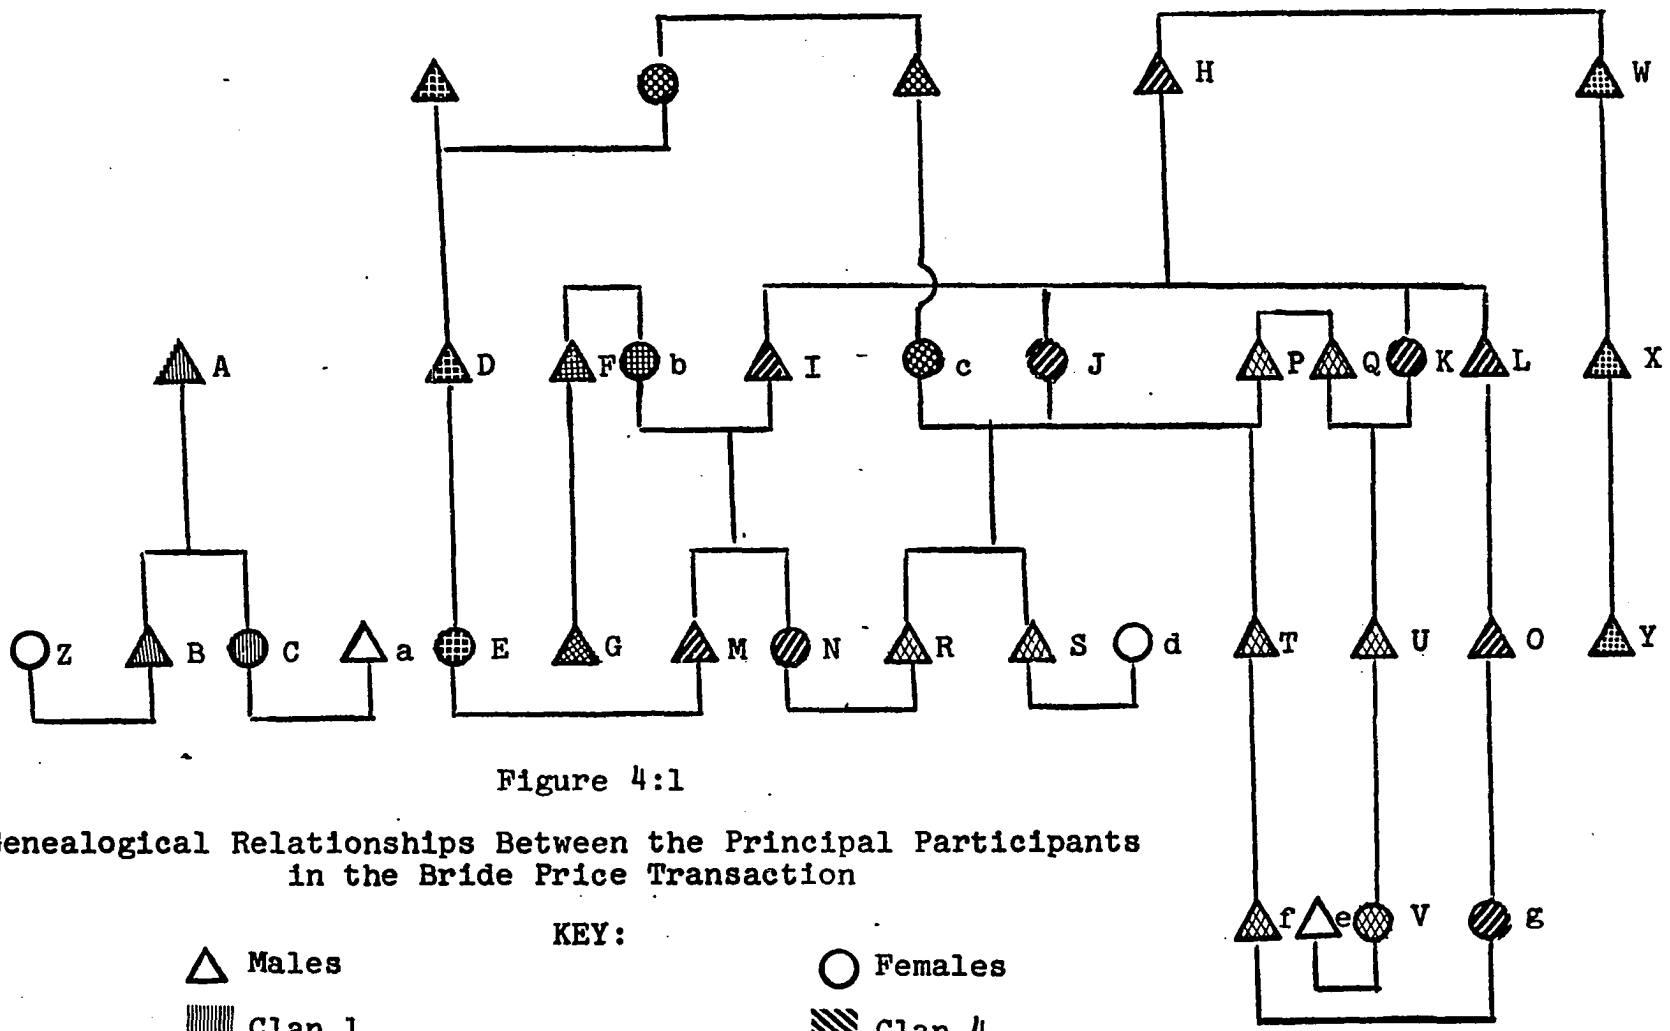 H W
A D F b I c J P Q K L X
Z B C a E G M N R S d T U O Y
f e V g
Figure 4:1
Genealogical Relationships Between the Principal Participants
in the Bride Price Transaction
KEY:
Males Females
Clan 1 Clan 4